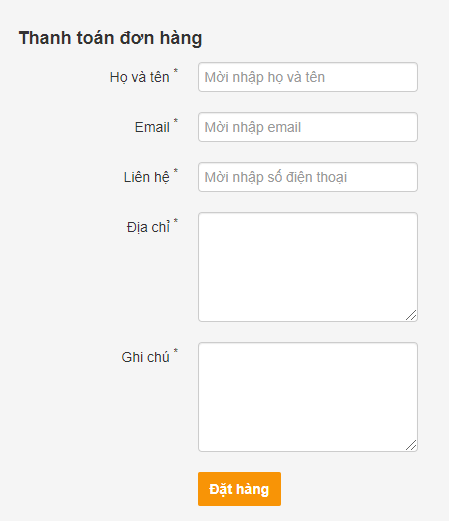 Thanh toán đơn hàng
Họ và tên *
Mời nhập họ và tên
Email *
Mời nhập email
Liên hệ *
Mời nhập số điện thoại
Địa chỉ *
Ghi chú *
Đặt hàng